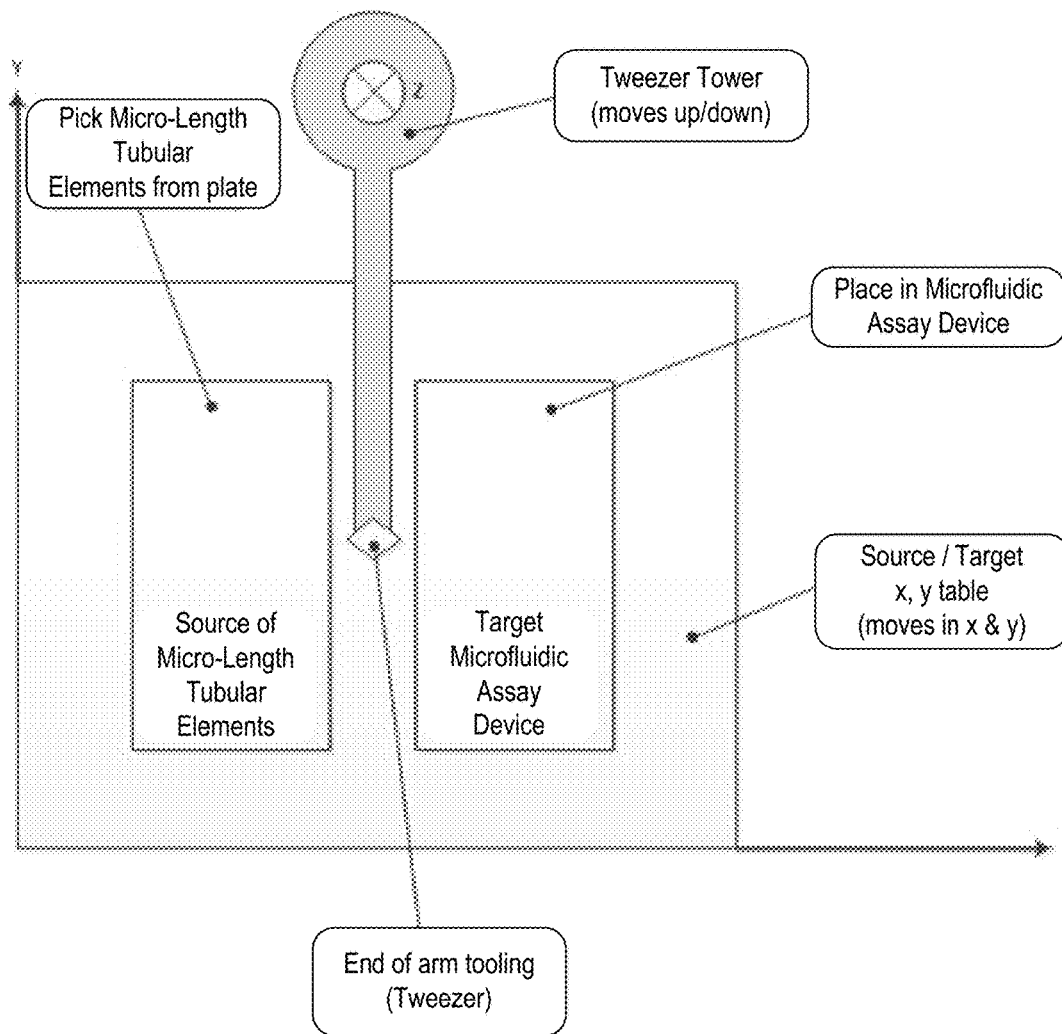 Y
Z
Tweezer Tower
(moves up/down)
Pick Micro-Length
Tubular
Elements from plate
Place in Microfluidic
Assay Device
Source / Target
x, y table
(moves in x & y)
Source of
Micro-Length
Tubular
Elements
Target
Microfluidic
Assay
Device
End of arm tooling
(Tweezer)